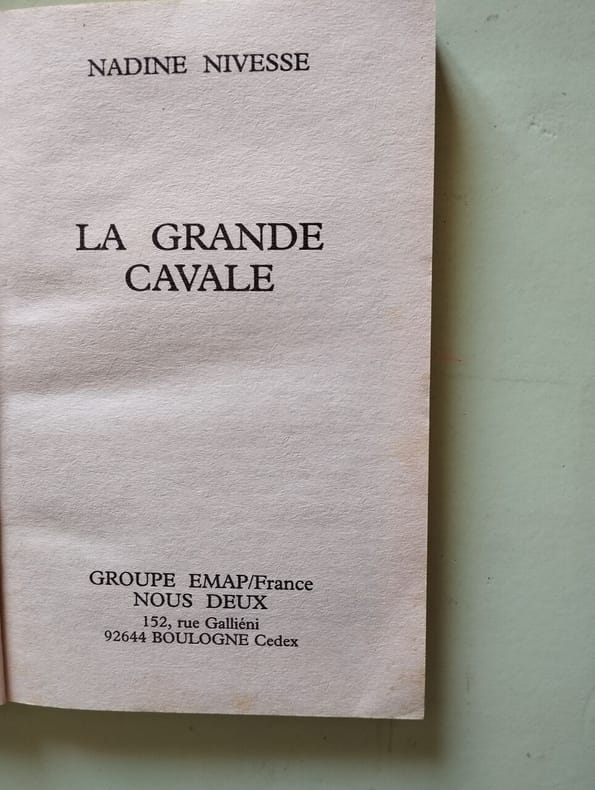 NADINE NIVESSE
LA GRANDE
CAVALE
GROUPE EMAP/France
NOUS DEUX
152, rue Galliéni
92644 BOULOGNE Cedex